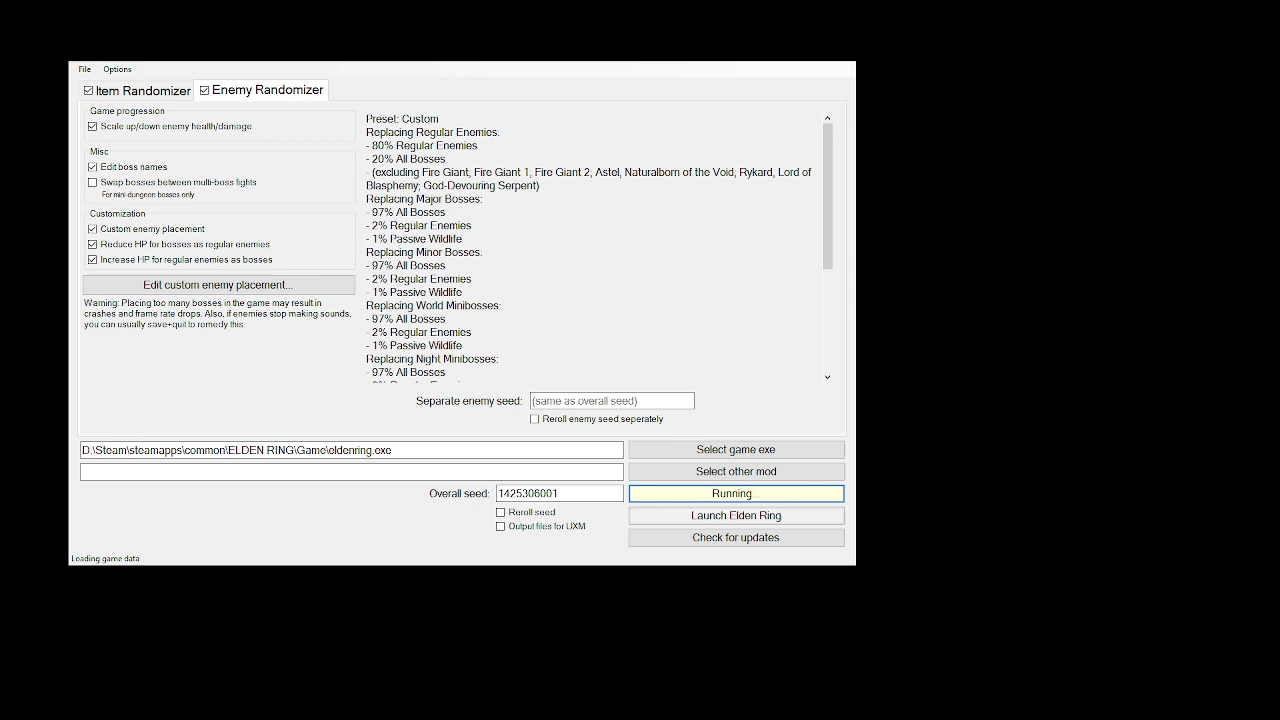 File Options
Item Randomizer Enemy Randomizer
Game progression
Scale up/down enemy health/damage
Misc
Edit boss names
Swap bosses between multi-boss fights
For mini-dungeon bosses only
Customization
Custom enemy placement
Reduce HP for bosses as regular enemies
Increase HP for regular enemies as bosses
Edit custom enemy placement...
Warning: Placing too many bosses in the game may result in
crashes and frame rate drops. Also, if enemies stop making sounds,
you can usually save+quit to remedy this.
Preset: Custom
Replacing Regular Enemies:
- 80% Regular Enemies
- 20% All Bosses
- (excluding Fire Giant; Fire Giant 1; Fire Giant 2; Astel, Naturalborn of the Void; Rykard, Lord of
Blasphemy; God-Devouring Serpent)
Replacing Major Bosses:
- 97% All Bosses
- 2% Regular Enemies
- 1% Passive Wildlife
Replacing Minor Bosses:
- 97% All Bosses
- 2% Regular Enemies
- 1% Passive Wildlife
Replacing World Minibosses:
- 97% All Bosses
- 2% Regular Enemies
- 1% Passive Wildlife
Replacing Night Minibosses:
- 97% All Bosses
Separate enemy seed: (same as overall seed)
Reroll enemy seed seperately
D:\Steam\steamapps\common\ELDEN RING\Game\eldenring.exe Select game exe
Select other mod
Overall seed: 1425306001 Running...
Reroll seed Launch Elden Ring
Output files for UXM
Check for updates
Loading game data